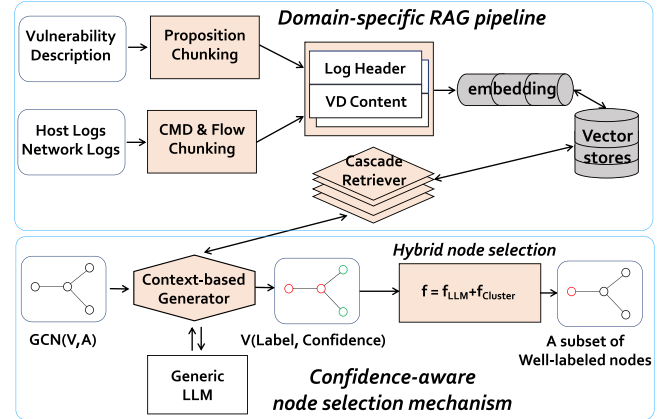 Domain-specific RAG pipeline
Vulnerability
Description
Proposition
Chunking
Log Header
VD Content
embedding
Host Logs
Network Logs
CMD & Flow
Chunking
Vector
stores
Cascade
Retriever
Hybrid node selection
Context-based
Generator
f = fLLM+fCluster
GCN(V,A)
V(Label, Confidence)
A subset of
Well-labeled nodes
Generic
LLM
Confidence-aware
node selection mechanism